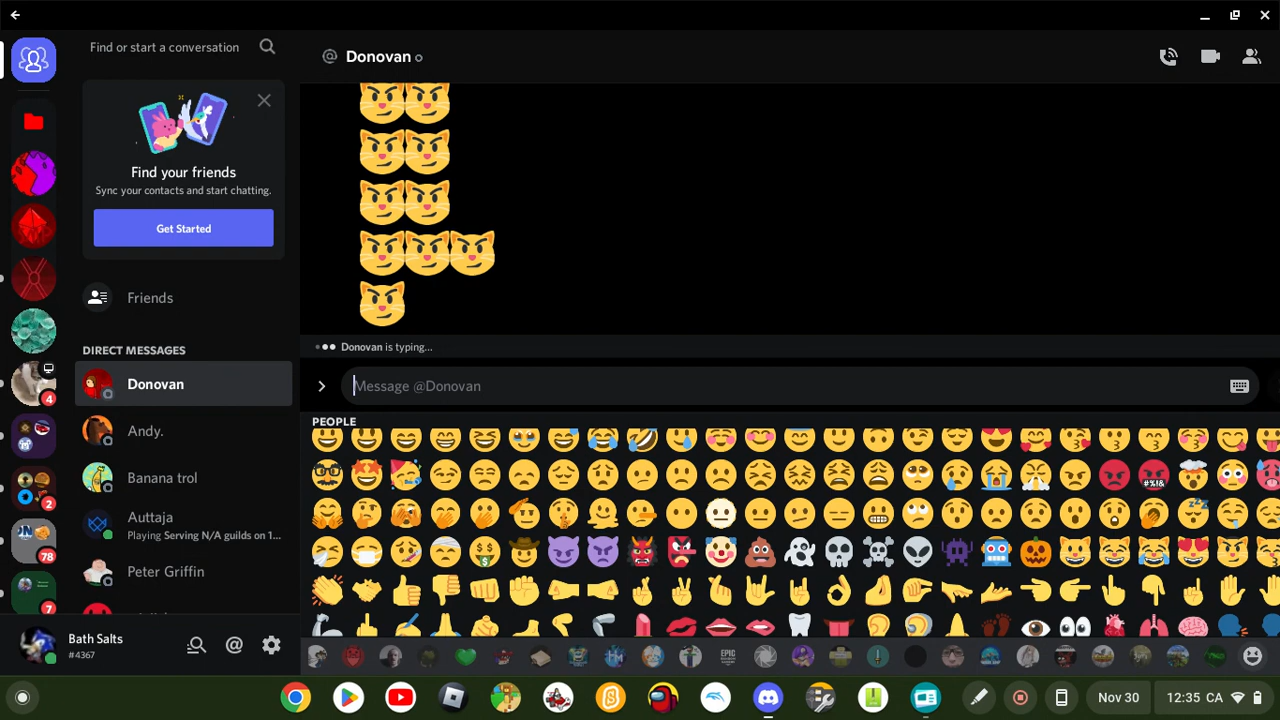 Find or start a conversation
Find your friends
Sync your contacts and start chatting.
Get Started
Friends
DIRECT MESSAGES
Donovan
Andy.
Banana trol
Auttaja
Playing Serving N/A guilds on 1...
Peter Griffin
4
2
78
7
Bath Salts
#4367
@ Donovan
Donovan is typing...
Message @Donovan
PEOPLE
EPIC
Nov 30
12:35 CA